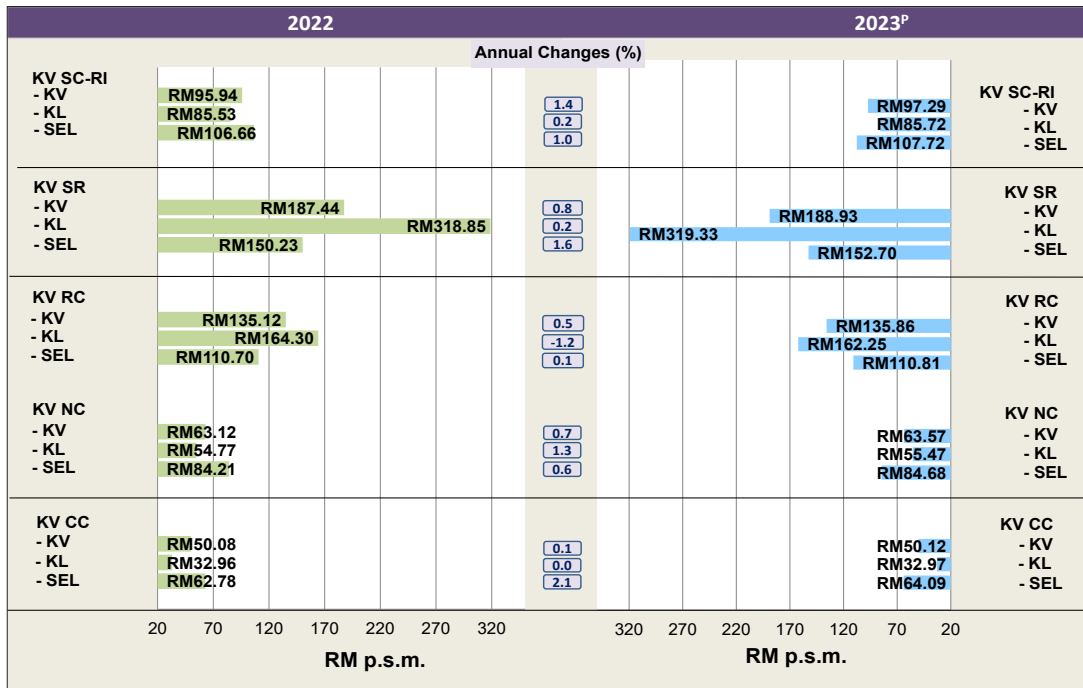 2022 2023ᴾ
Annual Changes (%)
KV SC-RI KV SC-RI
- KV RM95.94 1.4 RM97.29 - KV
- KL RM85.53 0.2 RM85.72 - KL
- SEL RM106.66 1.0 RM107.72 - SEL
KV SR KV SR
- KV RM187.44 0.8 RM188.93 - KV
- KL RM318.85 0.2 RM319.33 - KL
- SEL RM150.23 1.6 RM152.70 - SEL
KV RC KV RC
- KV RM135.12 0.5 RM135.86 - KV
- KL RM164.30 -1.2 RM162.25 - KL
- SEL RM110.70 0.1 RM110.81 - SEL
KV NC KV NC
- KV RM63.12 0.7 RM63.57 - KV
- KL RM54.77 1.3 RM55.47 - KL
- SEL RM84.21 0.6 RM84.68 - SEL
KV CC KV CC
- KV RM50.08 0.1 RM50.12 - KV
- KL RM32.96 0.0 RM32.97 - KL
- SEL RM62.78 2.1 RM64.09 - SEL
20 70 120 170 220 270 320 320 270 220 170 120 70 20
RM p.s.m. RM p.s.m.